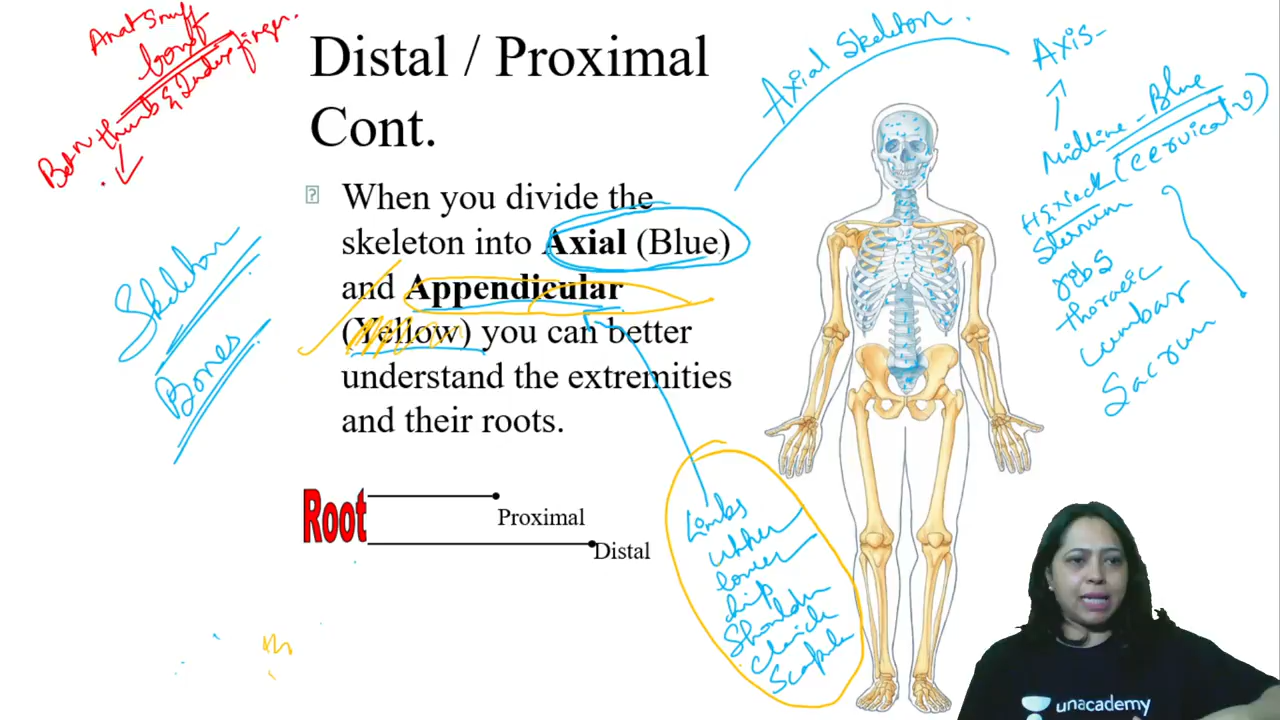 Distal / Proximal
Cont.
When you divide the
skeleton into Axial (Blue)
and Appendicular
(Yellow) you can better
understand the extremities
and their roots.
Root
Proximal
Distal
Anat Snuff
box
Betn thumb & index finger.
Skeleton
Bones
Axial Skeleton.
Axis-
Midline - Blue
H & Neck (Cervical
Sternum
ribs
thoracic
Lumbar
Sacrum
Limbs
Upper
lower
hip
Shoulder
Clavicle
Scapula
unacademy